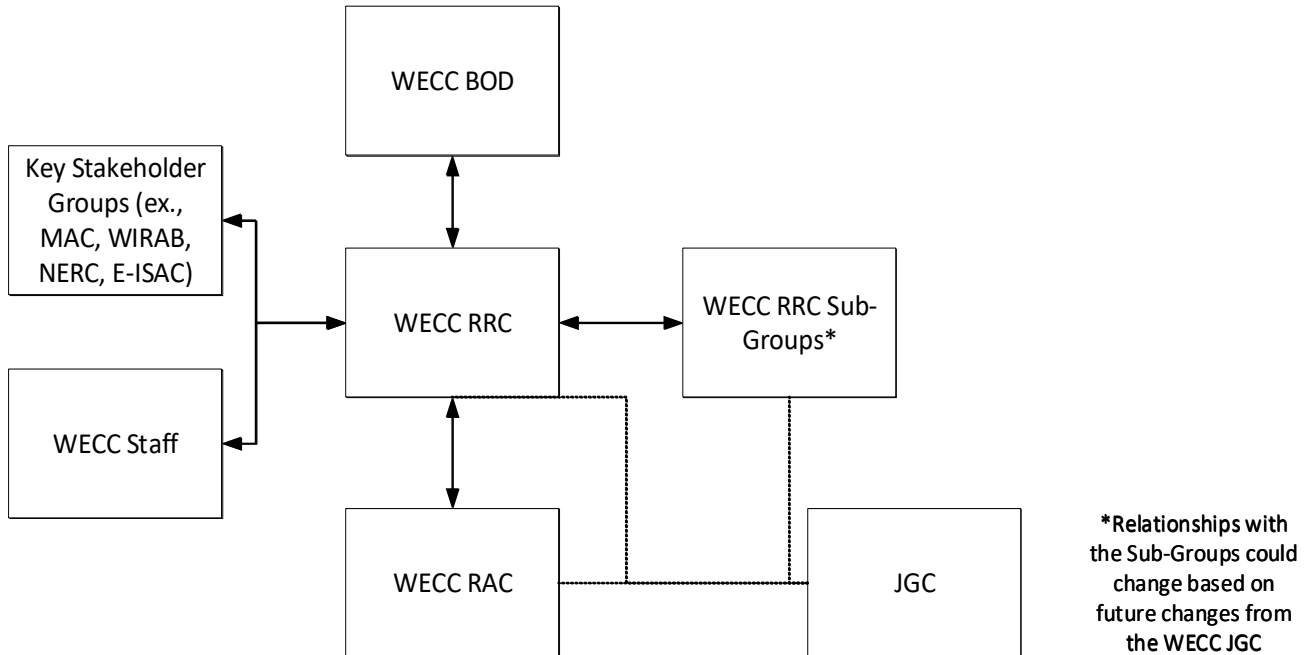 WECC BOD
Key Stakeholder
Groups (ex.,
MAC, WIRAB,
NERC, E-ISAC)
WECC RRC
WECC RRC Sub-
Groups*
WECC Staff
WECC RAC
JGC
*Relationships with
the Sub-Groups could
change based on
future changes from
the WECC JGC